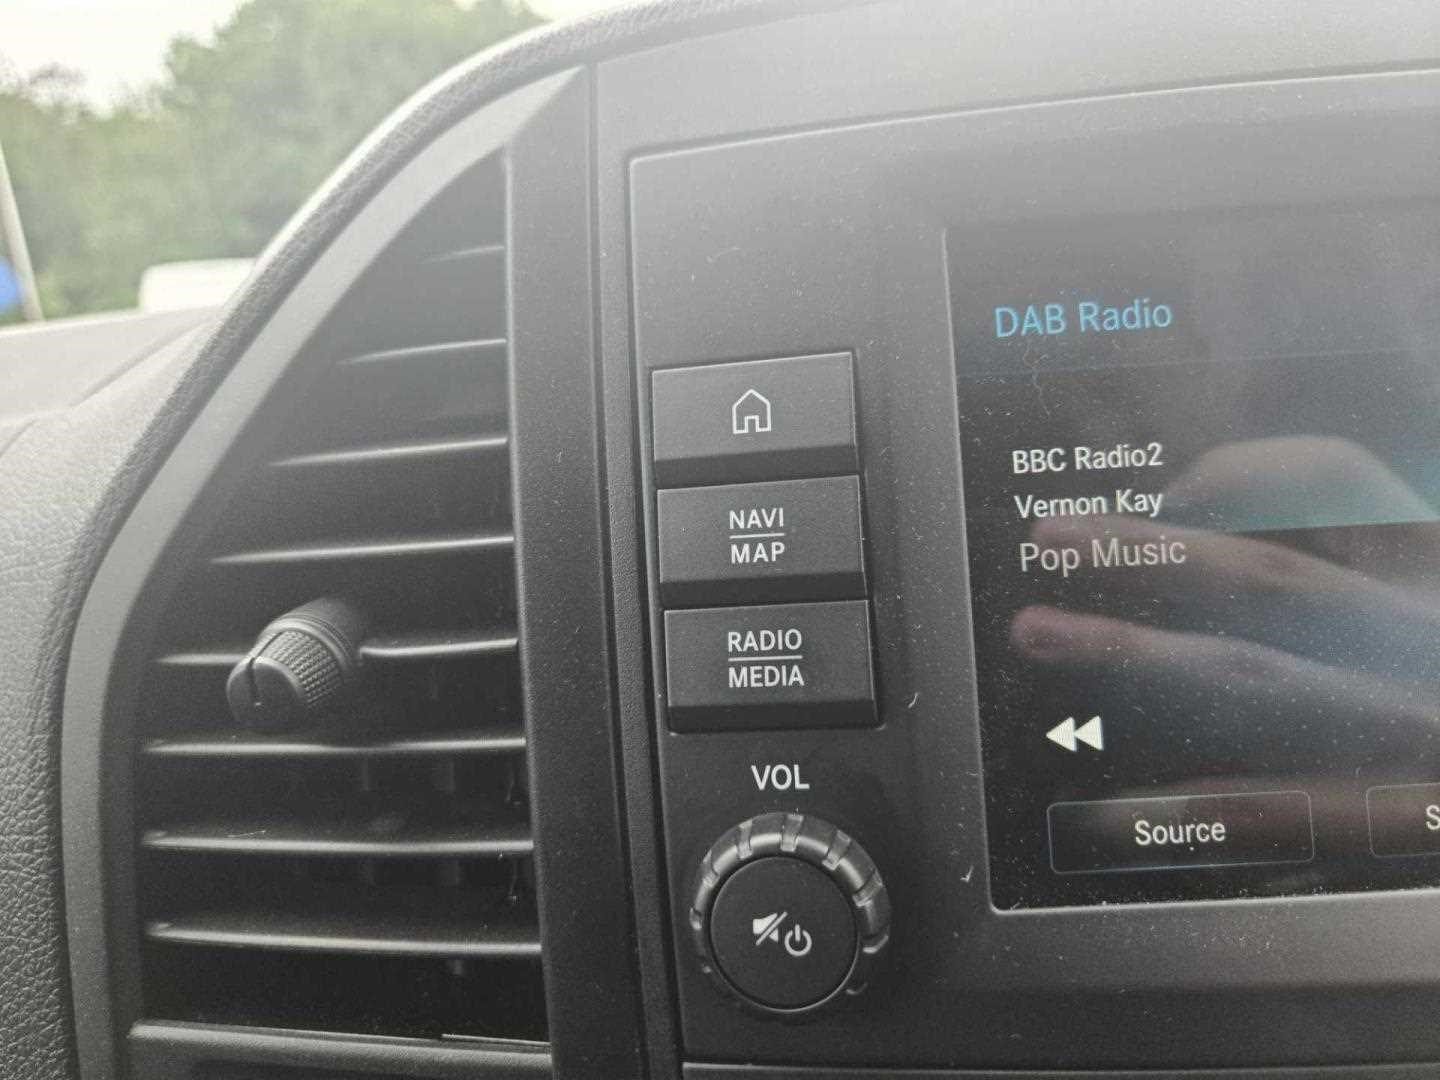 DAB Radio
BBC Radio2
Vernon Kay
Pop Music
NAVI
MAP
RADIO
MEDIA
VOL
Source